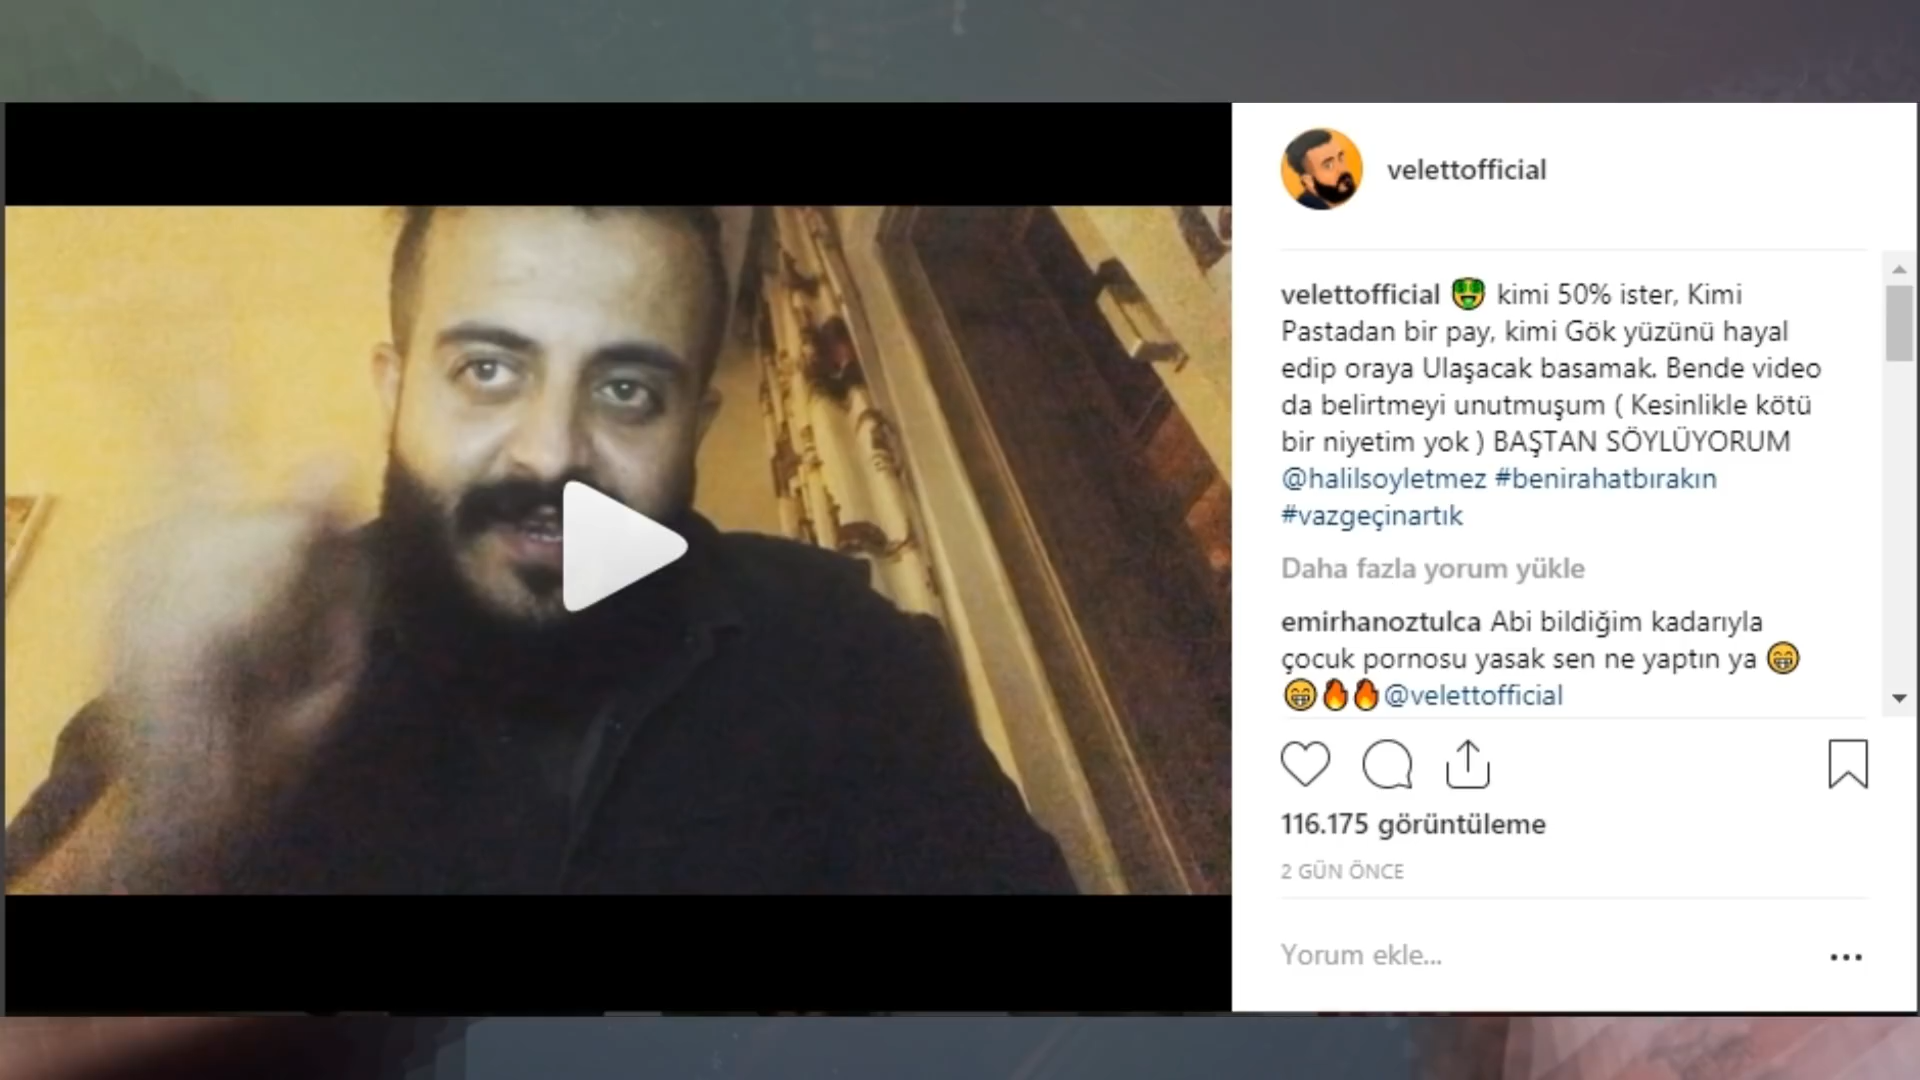 velettofficial
velettofficial 🤑 kimi 50% ister, Kimi
Pastadan bir pay, kimi Gök yüzünü hayal
edip oraya Ulaşacak basamak. Bende video
da belirtmeyi unutmuşum ( Kesinlikle kötü
bir niyetim yok ) BAŞTAN SÖYLÜYORUM
@halilsoyletmez #benirahatbırakın
#vazgeçinartık
Daha fazla yorum yükle
emirhanoztulca Abi bildiğim kadarıyla
çocuk pornosu yasak sen ne yaptın ya 😁
😁🔥🔥@velettofficial
116.175 görüntüleme
2 GÜN ÖNCE
Yorum ekle...